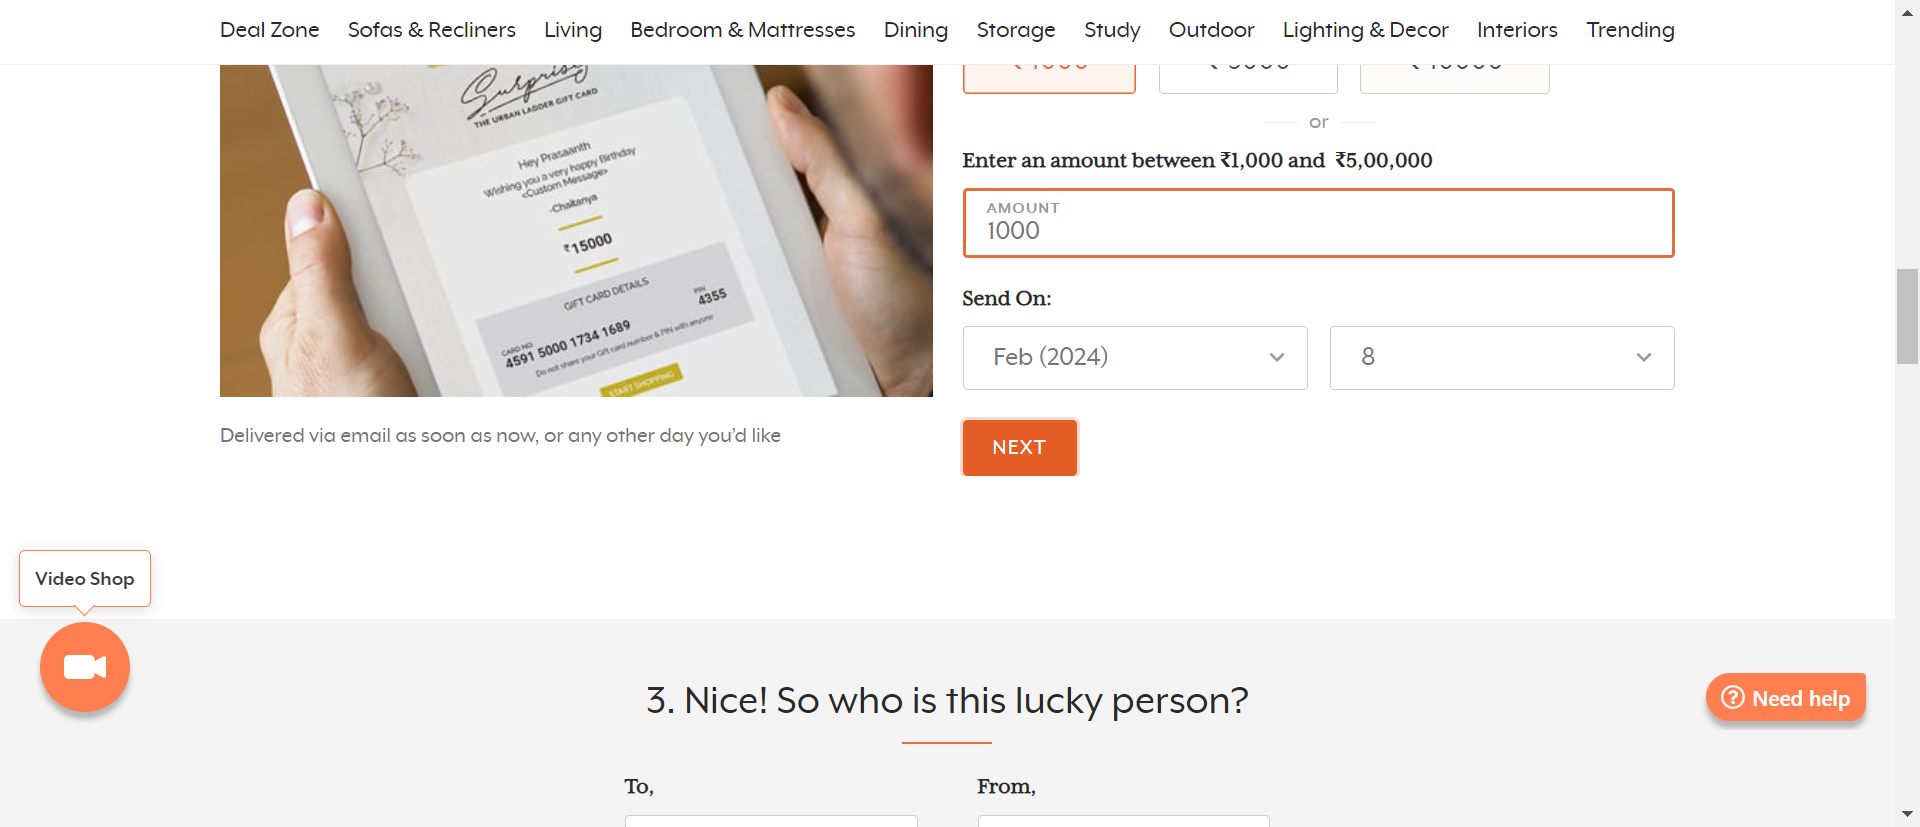 Deal Zone Sofas & Recliners Living Bedroom & Mattresses Dining Storage Study Outdoor Lighting & Decor Interiors Trending
Surprise
THE URBAN LADDER GIFT CARD
Hey Prasaanth
Wishing you a very happy Birthday
<Custom Message>
-Chaitanya
₹15000
GIFT CARD DETAILS
CARD NO.
4591 5000 1734 1689
PIN
4355
Do not share your Gift card number & PIN with anyone
START SHOPPING
Delivered via email as soon as now, or any other day you’d like
or
Enter an amount between ₹1,000 and ₹5,00,000
AMOUNT
1000
Send On:
Feb (2024) 8
NEXT
Video Shop
3. Nice! So who is this lucky person?
Need help
To, From,